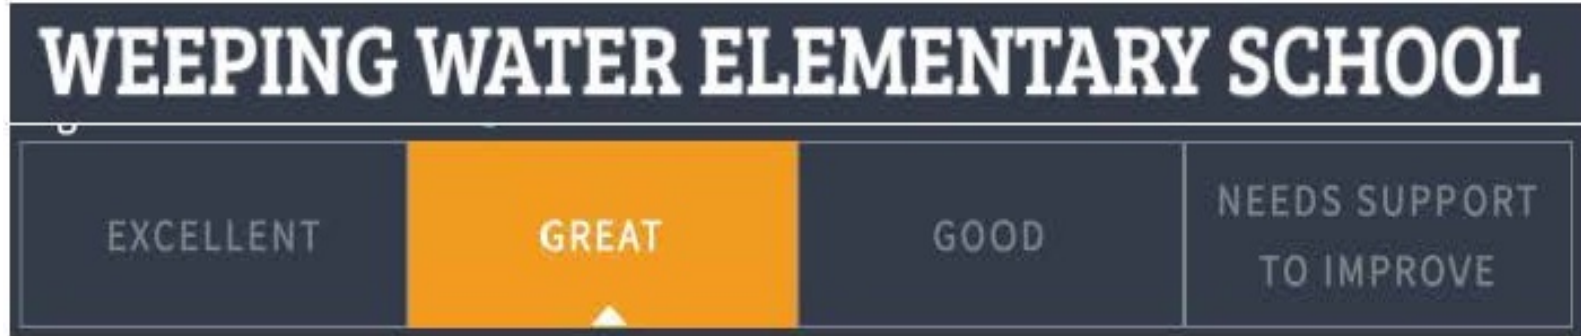 WEEPING WATER ELEMENTARY SCHOOL
EXCELLENT
GREAT
GOOD
NEEDS SUPPORT
TO IMPROVE